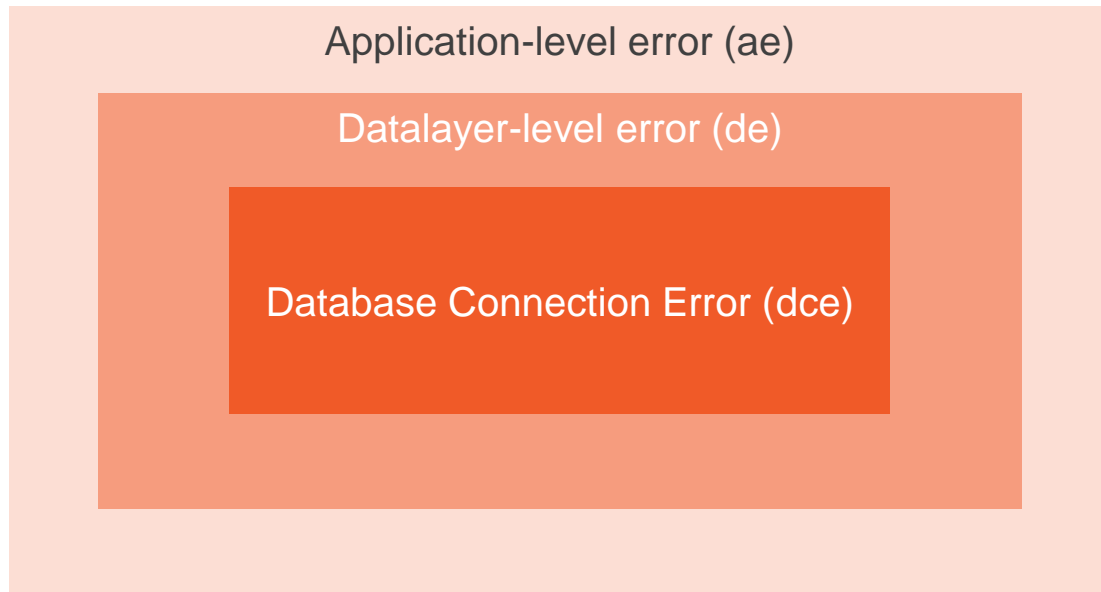 Application-level error (ae)
Datalayer-level error (de)
Database Connection Error (dce)